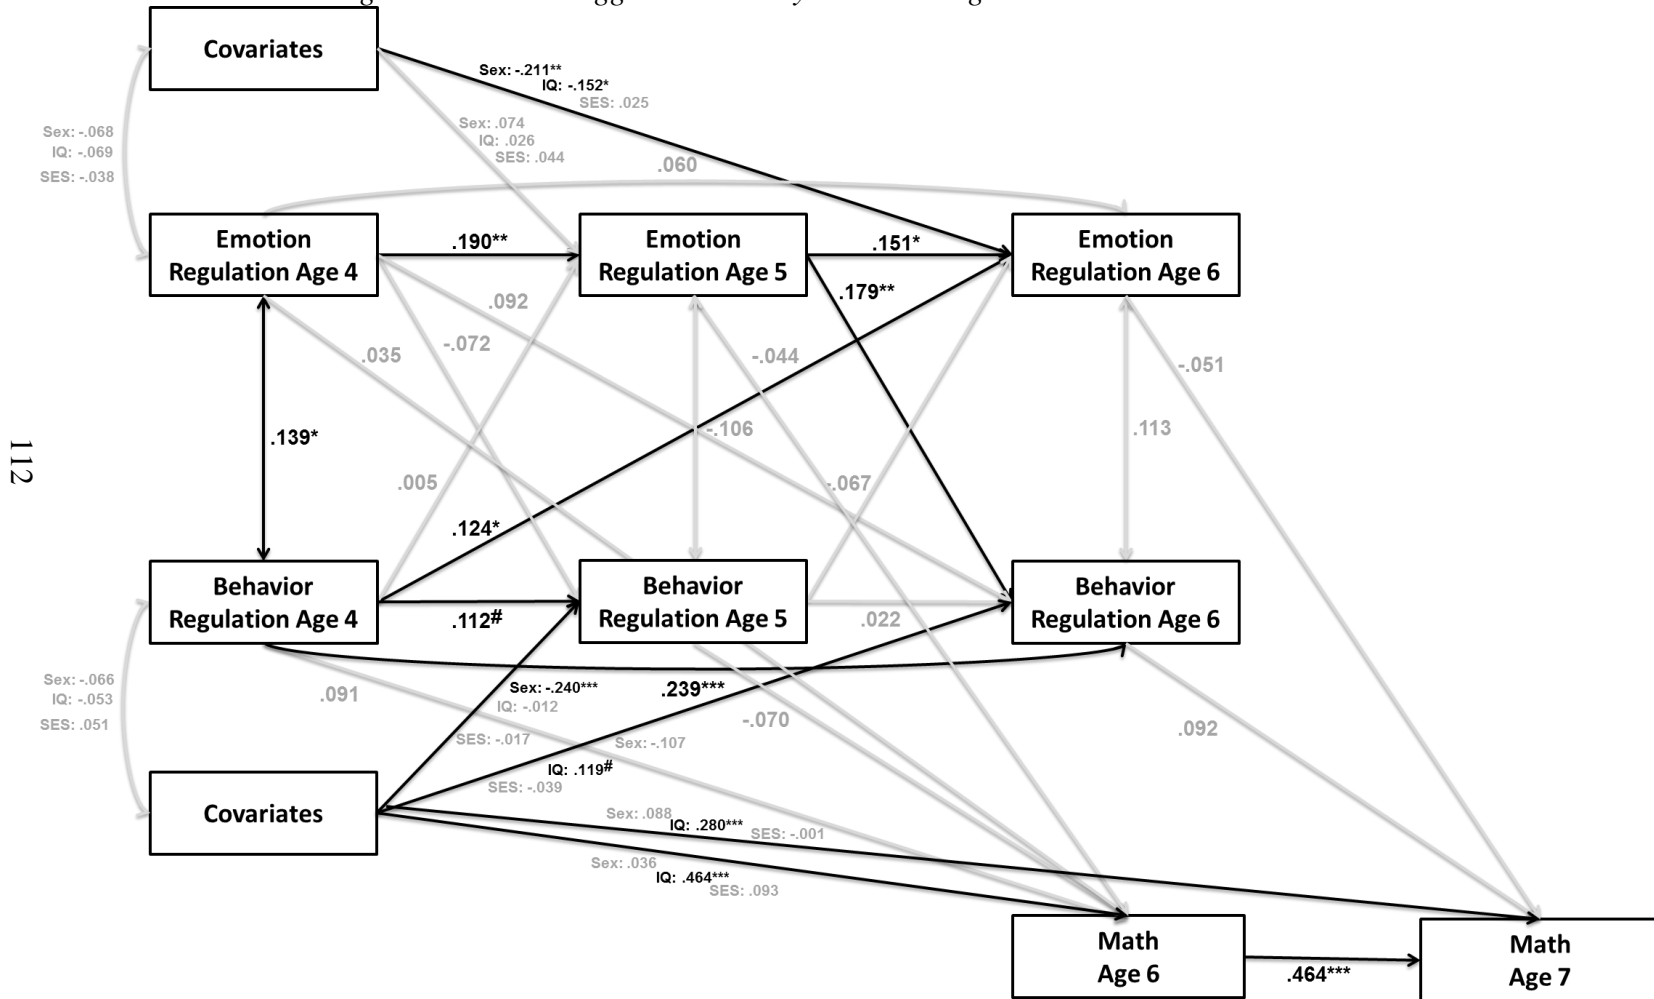 Covariates
Sex: -.211**
IQ: -.152*
SES: .025
Sex: .074
IQ: .026
SES: .044
Sex: -.068
IQ: -.069
SES: -.038
.060
Emotion
Regulation Age 4
.190**
Emotion
Regulation Age 5
.151*
Emotion
Regulation Age 6
.179**
.092
-.072
.035
-.044
-.051
.139*
-.106
.113
112
.005
-.067
.124*
Behavior
Regulation Age 4
.112#
Behavior
Regulation Age 5
.022
Behavior
Regulation Age 6
Sex: -.066
IQ: -.053
SES: .051
.091
Sex: -.240***
IQ: -.012
SES: -.017
.239***
-.070
.092
Sex: -.107
IQ: .119#
SES: -.039
Covariates
Sex: .088
IQ: .280***
SES: -.001
Sex: .036
IQ: .464***
SES: .093
Math
Age 6
.464***
Math
Age 7